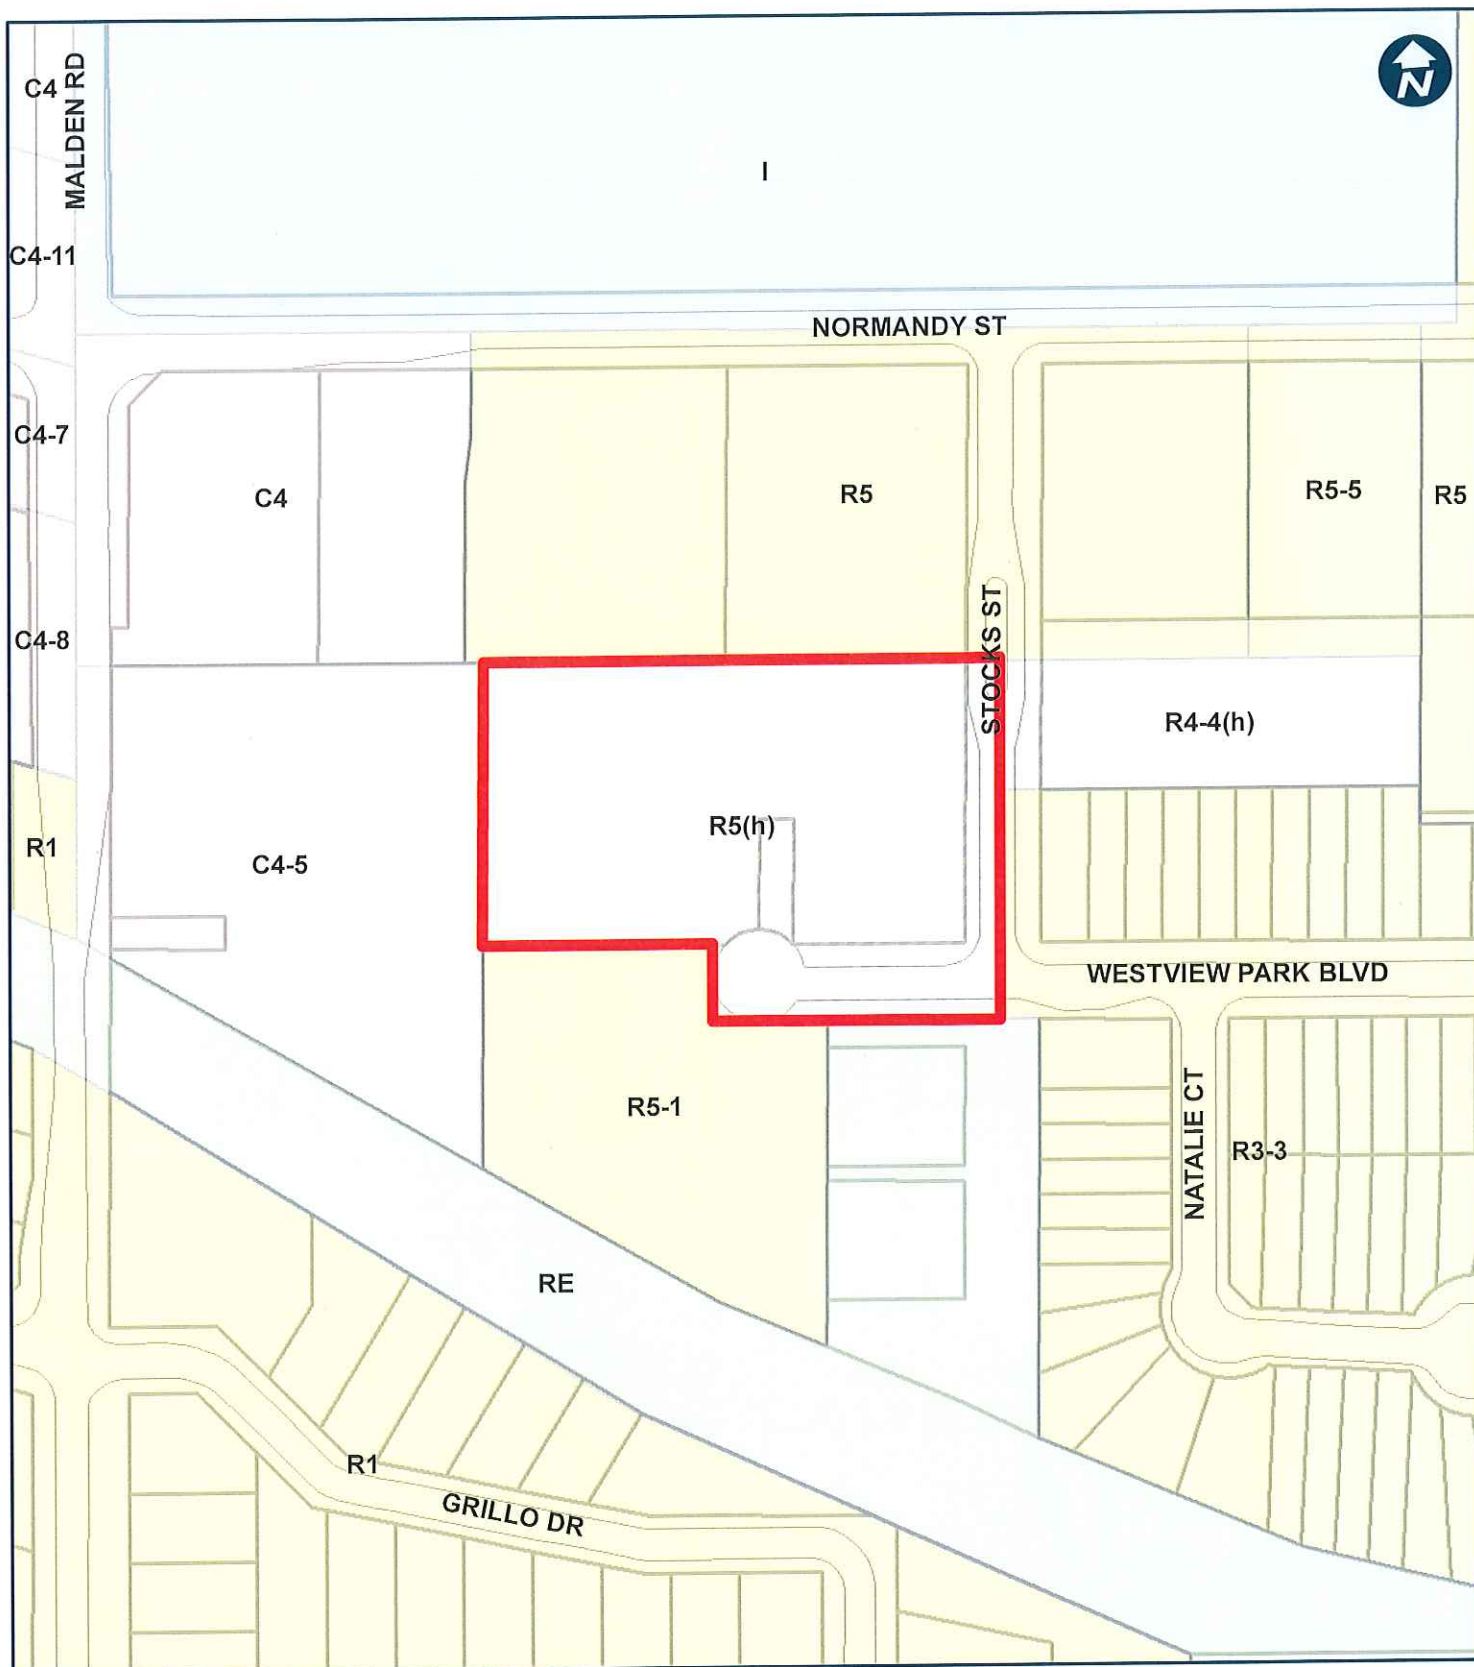 C4
MALDEN RD
N
I
C4-11
NORMANDY ST
C4-7
C4
R5
R5-5
R5
C4-8
STOCKS ST
R4-4(h)
R5(h)
R1
C4-5
WESTVIEW PARK BLVD
R5-1
NATALIE CT
R3-3
RE
R1
GRILLO DR